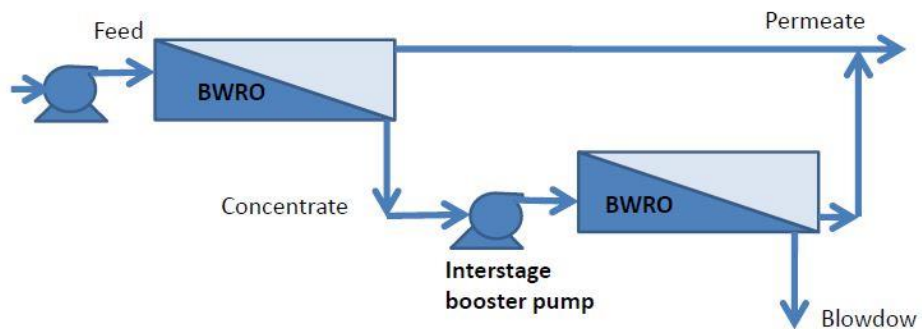 Feed
Permeate
BWRO
Concentrate
BWRO
Interstage
booster pump
Blowdow